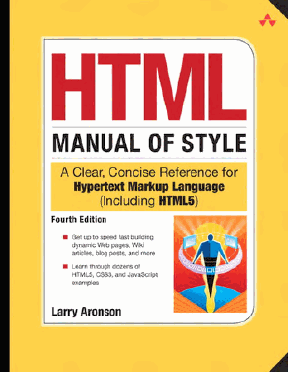 HTML
MANUAL OF STYLE
A Clear, Concise Reference for
Hypertext Markup Language
(Including HTML5)
Fourth Edition
Get up to speed fast building
dynamic Web pages, Wiki
articles, blog posts, and more
Learn through dozens of
HTML5, CSS3, and JavaScript
examples
Larry Aronson